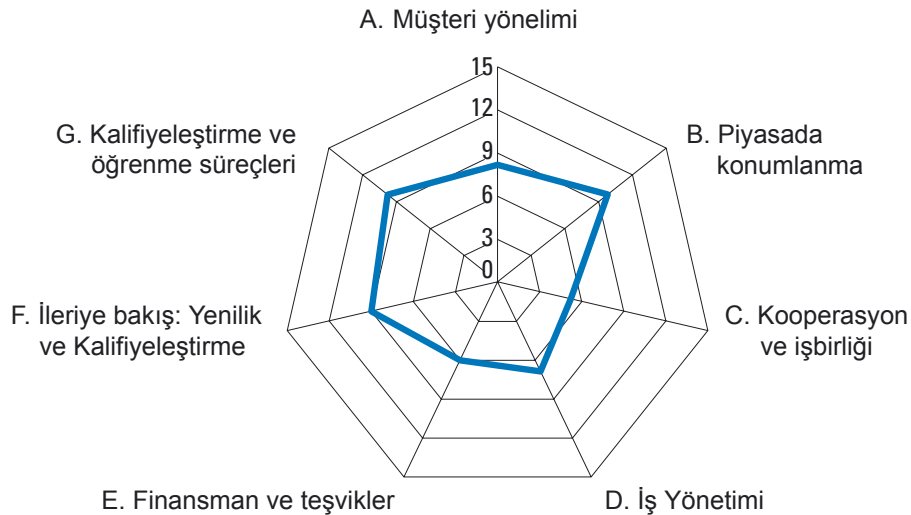 A. Müşteri yönelimi
15
12
9
6
3
0
B. Piyasada
konumlanma
C. Kooperasyon
ve işbirliği
D. İş Yönetimi
E. Finansman ve teşvikler
F. İleriye bakış: Yenilik
ve Kalifiyeleştirme
G. Kalifiyeleştirme ve
öğrenme süreçleri